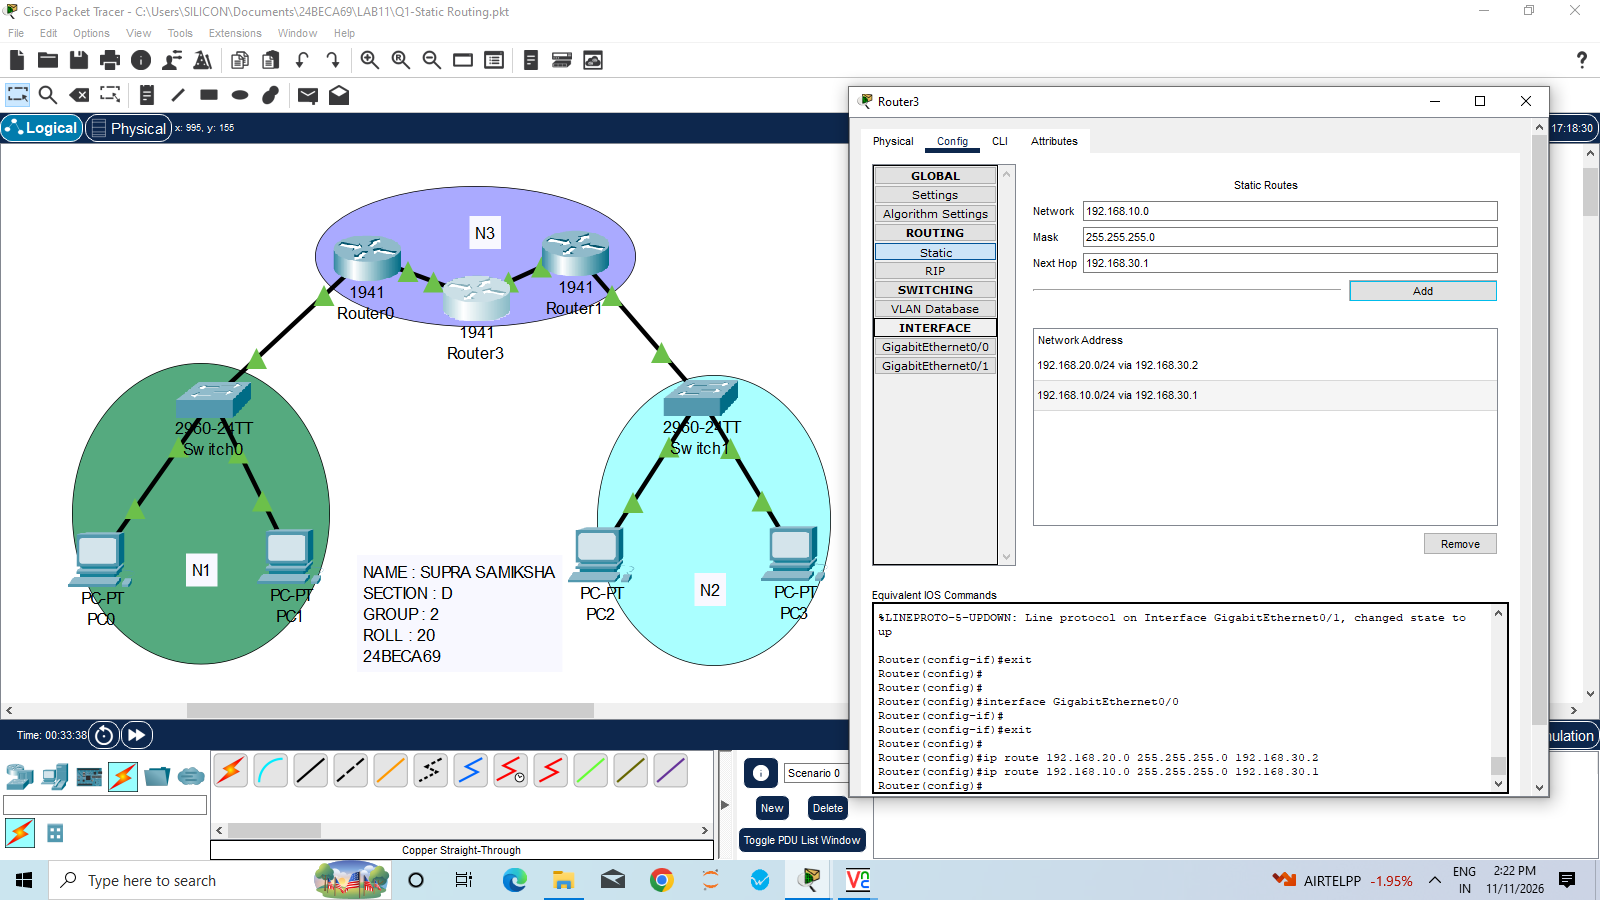 Cisco Packet Tracer - C:\Users\SILICON\Documents\24BECA69\LAB11\Q1-Static Routing.pkt
File Edit Options View Tools Extensions Window Help
Logical Physical x: 995, y: 155
17:18:30
N3
1941
Router0
1941
Router1
1941
Router3
2960-24TT
Switch0
2960-24TT
Switch1
N1
N2
PC-PT
PC0
PC-PT
PC1
PC-PT
PC2
PC-PT
PC3
NAME : SUPRA SAMIKSHA
SECTION : D
GROUP : 2
ROLL : 20
24BECA69
Router3
Physical Config CLI Attributes
GLOBAL
Settings
Algorithm Settings
ROUTING
Static
RIP
SWITCHING
VLAN Database
INTERFACE
GigabitEthernet0/0
GigabitEthernet0/1
Static Routes
Network 192.168.10.0
Mask 255.255.255.0
Next Hop 192.168.30.1
Add
Network Address
192.168.20.0/24 via 192.168.30.2
192.168.10.0/24 via 192.168.30.1
Remove
Equivalent IOS Commands
%LINEPROTO-5-UPDOWN: Line protocol on Interface GigabitEthernet0/1, changed state to
up
Router(config-if)#exit
Router(config)#
Router(config)#
Router(config)#interface GigabitEthernet0/0
Router(config-if)#
Router(config-if)#exit
Router(config)#
Router(config)#ip route 192.168.20.0 255.255.255.0 192.168.30.2
Router(config)#ip route 192.168.10.0 255.255.255.0 192.168.30.1
Router(config)#
Time: 00:33:38
nulation
Scenario 0
New Delete
Toggle PDU List Window
Copper Straight-Through
Type here to search
AIRTELPP -1.95%
ENG
IN
2:22 PM
11/11/2026